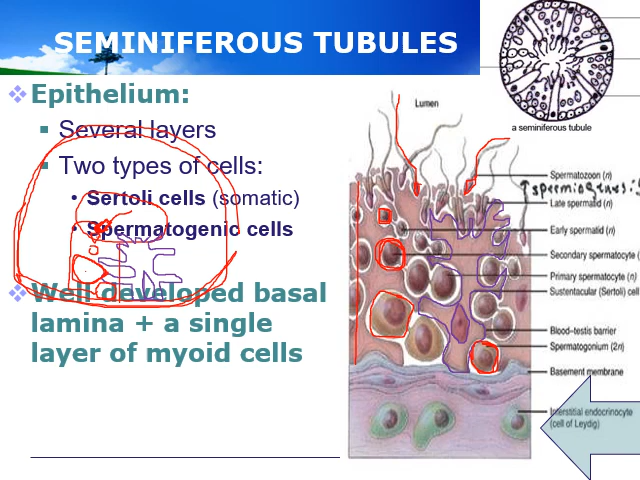 SEMINIFEROUS TUBULES
a seminiferous tubule
Epithelium:
Several layers
Two types of cells:
Sertoli cells (somatic)
Spermatogenic cells
Well developed basal
lamina + a single
layer of myoid cells
Lumen
Spermatozoon (n)
Late spermatid (n)
Early spermatid (n)
Secondary spermatocyte (
Primary spermatocyte (n)
Sustentacular (Sertoli) cell
Blood–testis barrier
Spermatogonium (2n)
Basement membrane
Interstitial endocrinocyte
(cell of Leydig)